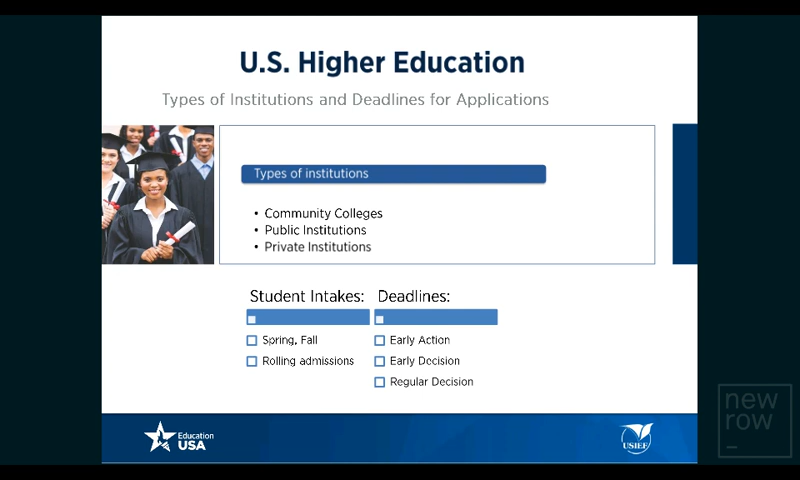 U.S. Higher Education
Types of Institutions and Deadlines for Applications
Types of institutions
• Community Colleges
• Public Institutions
• Private Institutions
Student Intakes:
Spring, Fall
Rolling admissions
Deadlines:
Early Action
Early Decision
Regular Decision
Education
USA
USIEF
new
row